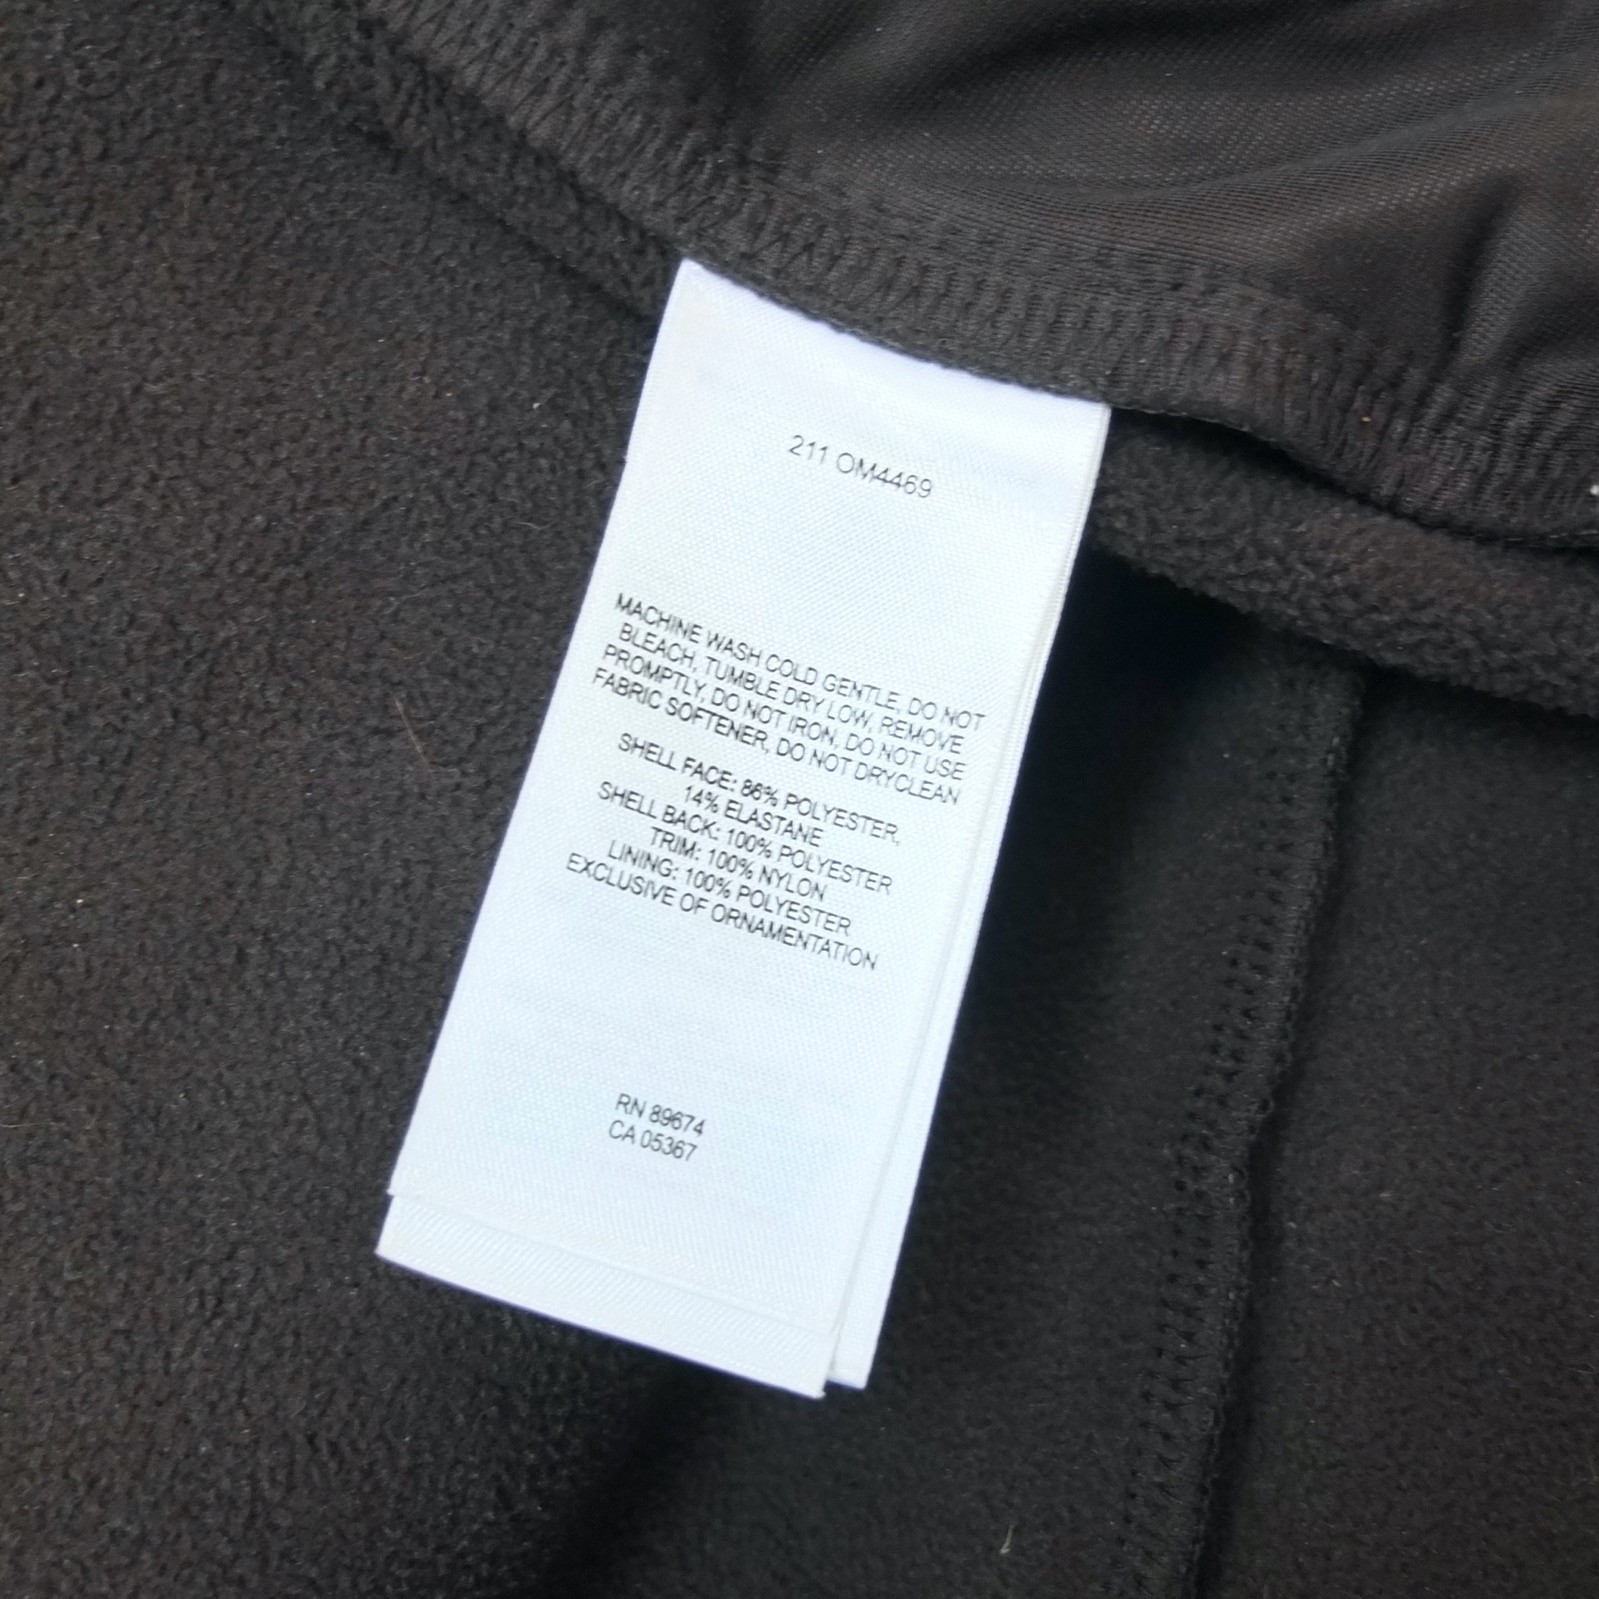 211 OM4469
MACHINE WASH COLD GENTLE, DO NOT
BLEACH, TUMBLE DRY LOW, REMOVE
PROMPTLY, DO NOT IRON, DO NOT USE
FABRIC SOFTENER, DO NOT DRYCLEAN
SHELL FACE: 86% POLYESTER,
14% ELASTANE
SHELL BACK: 100% POLYESTER
TRIM: 100% NYLON
LINING: 100% POLYESTER
EXCLUSIVE OF ORNAMENTATION
RN 89674
CA 05367